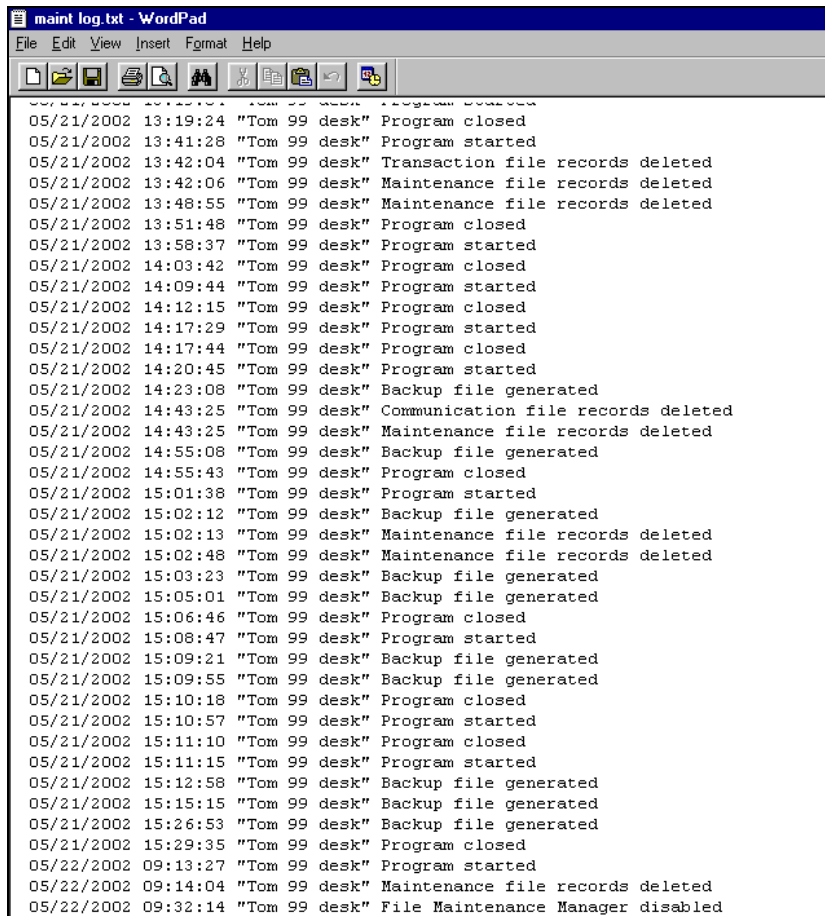 maint log.txt - WordPad
File Edit View Insert Format Help
05/21/2002 13:19:24 "Tom 99 desk" Program closed
05/21/2002 13:41:28 "Tom 99 desk" Program started
05/21/2002 13:42:04 "Tom 99 desk" Transaction file records deleted
05/21/2002 13:42:06 "Tom 99 desk" Maintenance file records deleted
05/21/2002 13:48:55 "Tom 99 desk" Maintenance file records deleted
05/21/2002 13:51:48 "Tom 99 desk" Program closed
05/21/2002 13:58:37 "Tom 99 desk" Program started
05/21/2002 14:03:42 "Tom 99 desk" Program closed
05/21/2002 14:09:44 "Tom 99 desk" Program started
05/21/2002 14:12:15 "Tom 99 desk" Program closed
05/21/2002 14:17:29 "Tom 99 desk" Program started
05/21/2002 14:17:44 "Tom 99 desk" Program closed
05/21/2002 14:20:45 "Tom 99 desk" Program started
05/21/2002 14:23:08 "Tom 99 desk" Backup file generated
05/21/2002 14:43:25 "Tom 99 desk" Communication file records deleted
05/21/2002 14:43:25 "Tom 99 desk" Maintenance file records deleted
05/21/2002 14:55:08 "Tom 99 desk" Backup file generated
05/21/2002 14:55:43 "Tom 99 desk" Program closed
05/21/2002 15:01:38 "Tom 99 desk" Program started
05/21/2002 15:02:12 "Tom 99 desk" Backup file generated
05/21/2002 15:02:13 "Tom 99 desk" Maintenance file records deleted
05/21/2002 15:02:48 "Tom 99 desk" Maintenance file records deleted
05/21/2002 15:03:23 "Tom 99 desk" Backup file generated
05/21/2002 15:05:01 "Tom 99 desk" Backup file generated
05/21/2002 15:06:46 "Tom 99 desk" Program closed
05/21/2002 15:08:47 "Tom 99 desk" Program started
05/21/2002 15:09:21 "Tom 99 desk" Backup file generated
05/21/2002 15:09:55 "Tom 99 desk" Backup file generated
05/21/2002 15:10:18 "Tom 99 desk" Program closed
05/21/2002 15:10:57 "Tom 99 desk" Program started
05/21/2002 15:11:10 "Tom 99 desk" Program closed
05/21/2002 15:11:15 "Tom 99 desk" Program started
05/21/2002 15:12:58 "Tom 99 desk" Backup file generated
05/21/2002 15:15:15 "Tom 99 desk" Backup file generated
05/21/2002 15:26:53 "Tom 99 desk" Backup file generated
05/21/2002 15:29:35 "Tom 99 desk" Program closed
05/22/2002 09:13:27 "Tom 99 desk" Program started
05/22/2002 09:14:04 "Tom 99 desk" Maintenance file records deleted
05/22/2002 09:32:14 "Tom 99 desk" File Maintenance Manager disabled